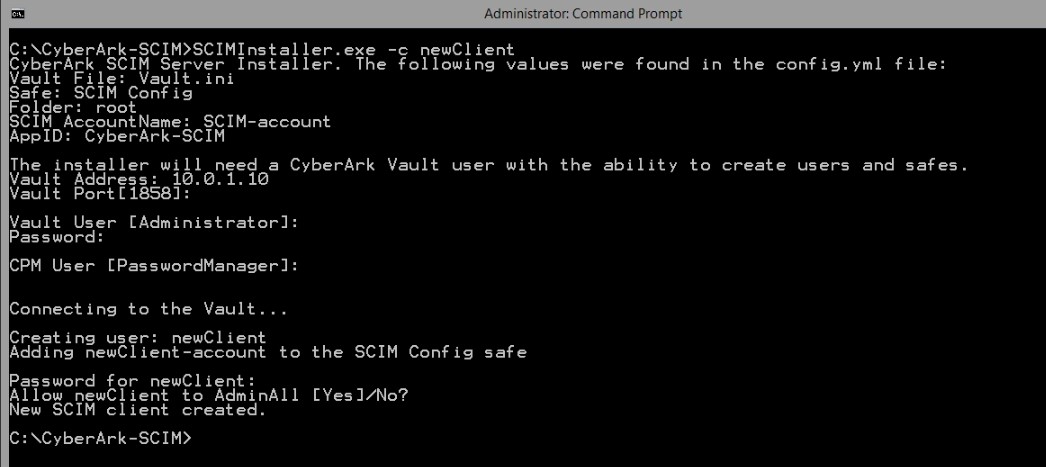 Administrator: Command Prompt
C:\CyberArk-SCIM>SCIMInstaller.exe -c newClient
CyberArk SCIM Server Installer. The following values were found in the config.yml file:
Vault File: Vault.ini
Safe: SCIM Config
Folder: root
SCIM AccountName: SCIM-account
AppID: CyberArk-SCIM
The installer will need a CyberArk Vault user with the ability to create users and safes.
Vault Address: 10.0.1.10
Vault Port[1858]:
Vault User [Administrator]:
Password:
CPM User [PasswordManager]:
Connecting to the Vault...
Creating user: newClient
Adding newClient-account to the SCIM Config safe
Password for newClient:
Allow newClient to AdminAll [Yes]/No?
New SCIM client created.
C:\CyberArk-SCIM>